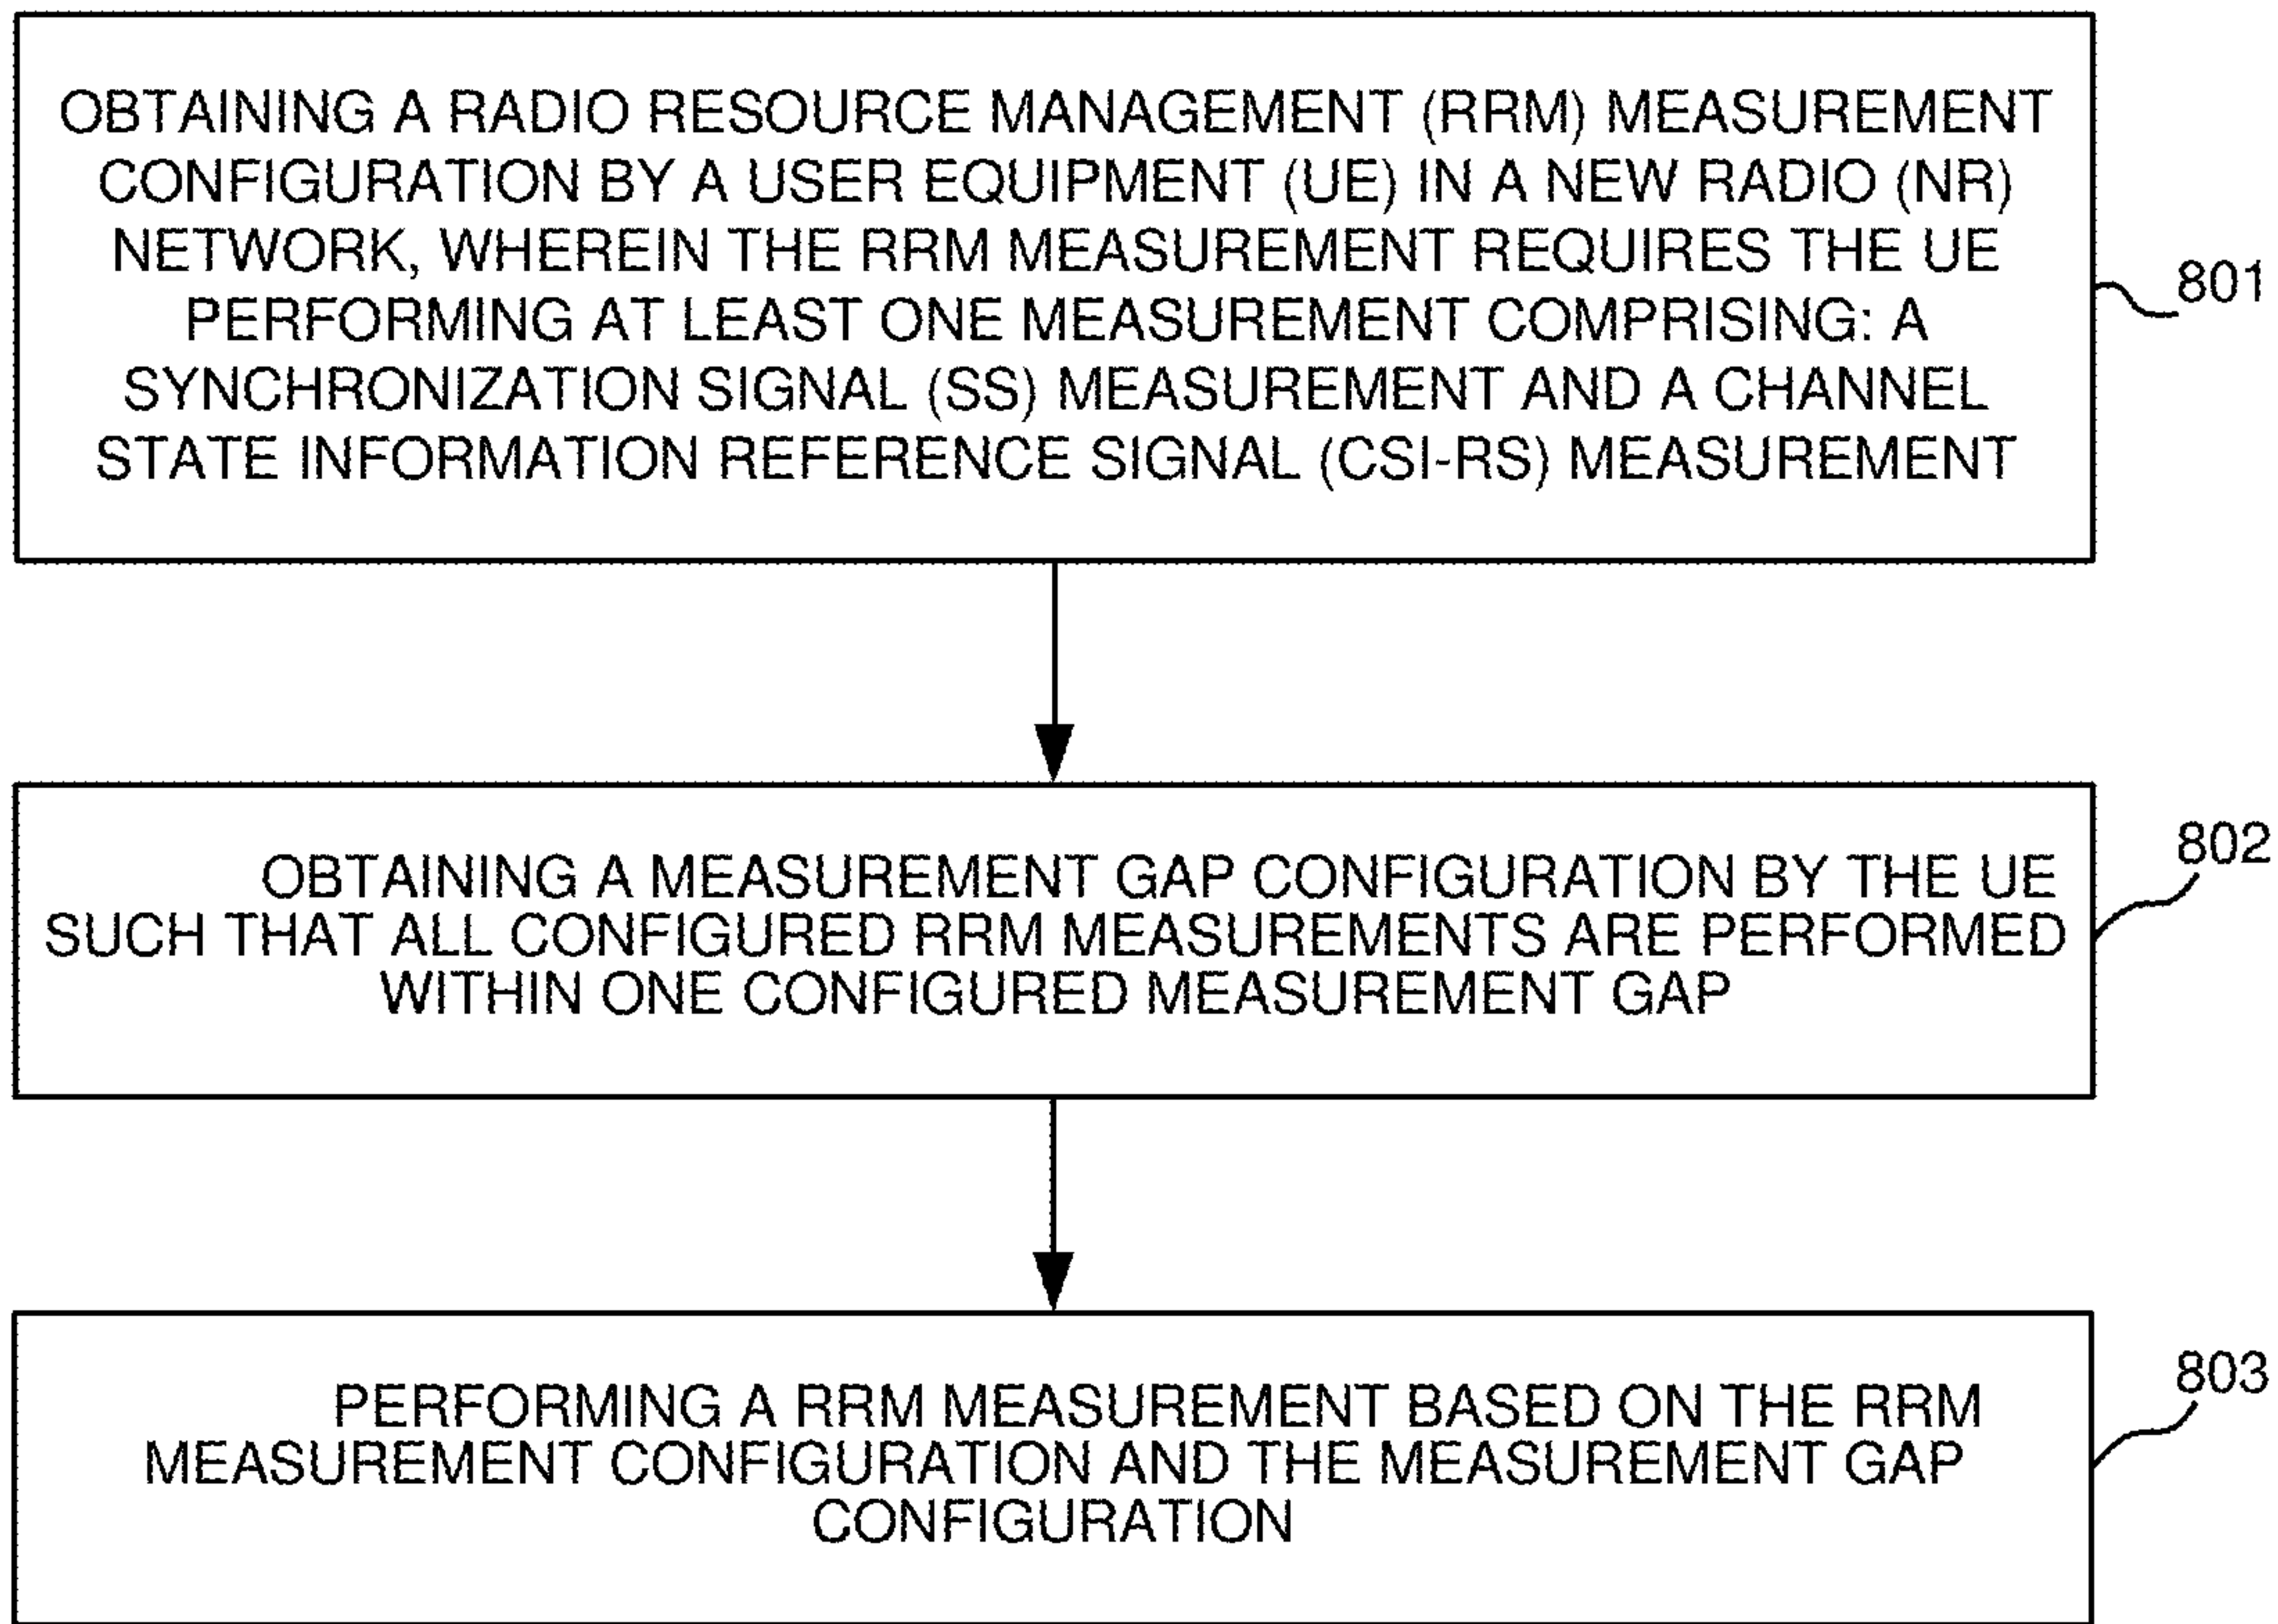 OBTAINING A RADIO RESOURCE MANAGEMENT (RRM) MEASUREMENT
CONFIGURATION BY A USER EQUIPMENT (UE) IN A NEW RADIO (NR)
NETWORK, WHEREIN THE RRM MEASUREMENT REQUIRES THE UE
PERFORMING AT LEAST ONE MEASUREMENT COMPRISING: A
SYNCHRONIZATION SIGNAL (SS) MEASUREMENT AND A CHANNEL
STATE INFORMATION REFERENCE SIGNAL (CSI-RS) MEASUREMENT
801
OBTAINING A MEASUREMENT GAP CONFIGURATION BY THE UE
SUCH THAT ALL CONFIGURED RRM MEASUREMENTS ARE PERFORMED
WITHIN ONE CONFIGURED MEASUREMENT GAP
802
PERFORMING A RRM MEASUREMENT BASED ON THE RRM
MEASUREMENT CONFIGURATION AND THE MEASUREMENT GAP
CONFIGURATION
803